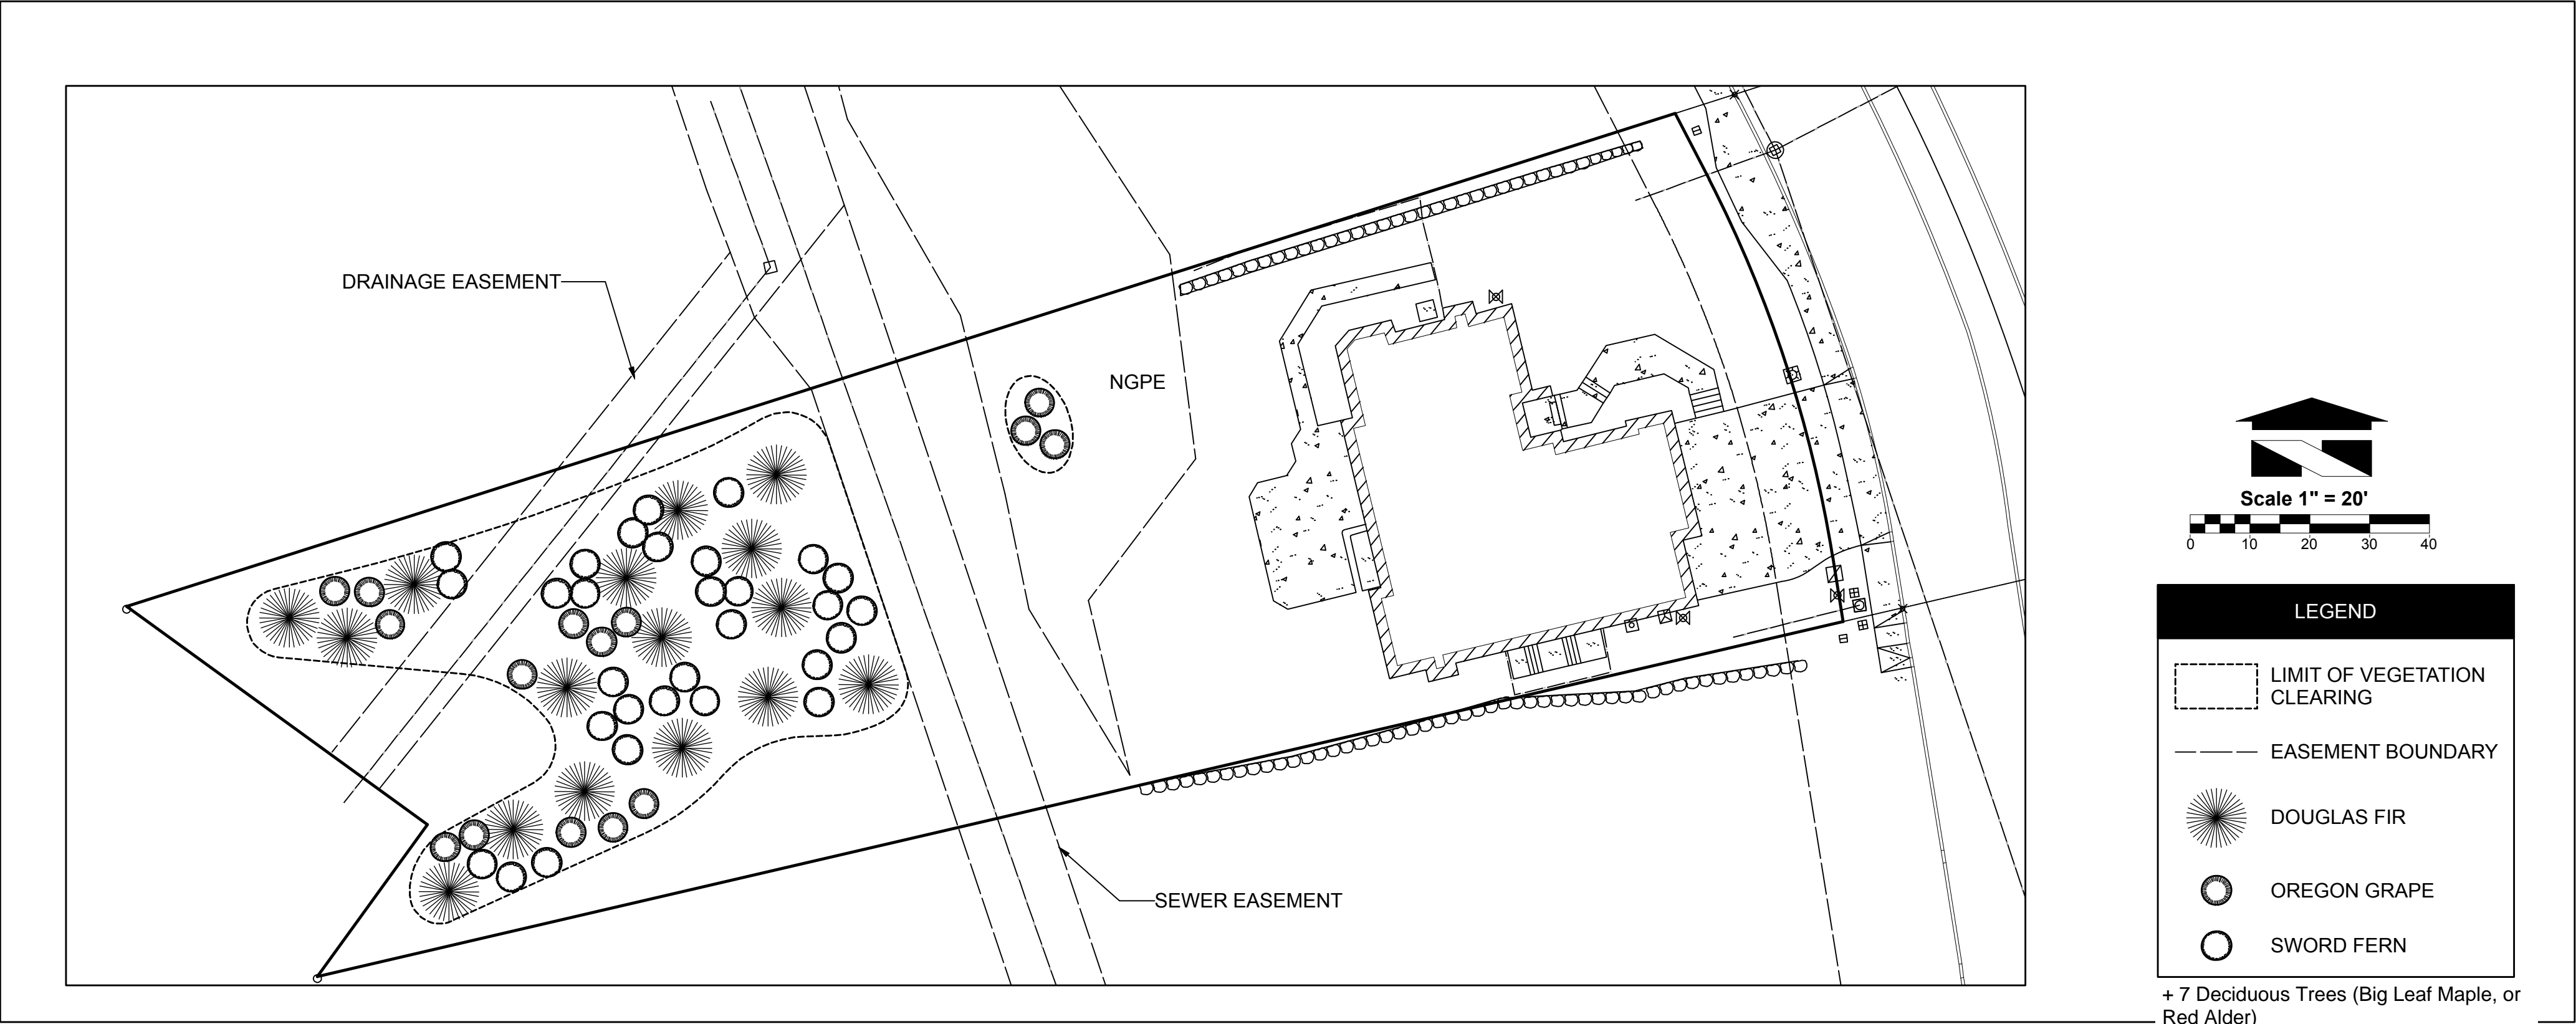 DRAINAGE EASEMENT
NGPE
SEWER EASEMENT
Scale 1" = 20'
0 10 20 30 40
LEGEND
LIMIT OF VEGETATION
CLEARING
EASEMENT BOUNDARY
DOUGLAS FIR
OREGON GRAPE
SWORD FERN
+ 7 Deciduous Trees (Big Leaf Maple, or
Red Alder)